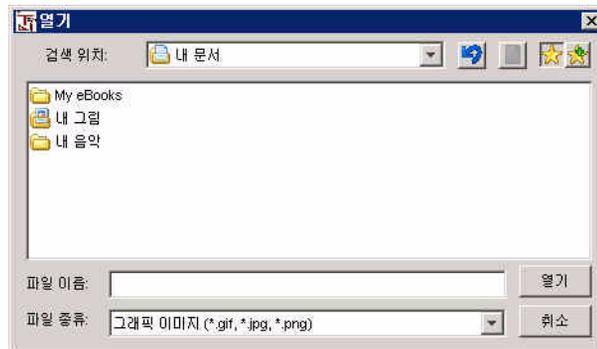 열기
검색 위치: 내 문서
My eBooks
내 그림
내 음악
파일 이름: 열기
파일 종류: 그래픽 이미지 (*.gif, *.jpg, *.png) 취소